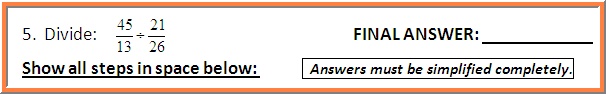 5. Divide: 45/13 ÷ 21/26 FINAL ANSWER: ___________
Show all steps in space below: Answers must be simplified completely.